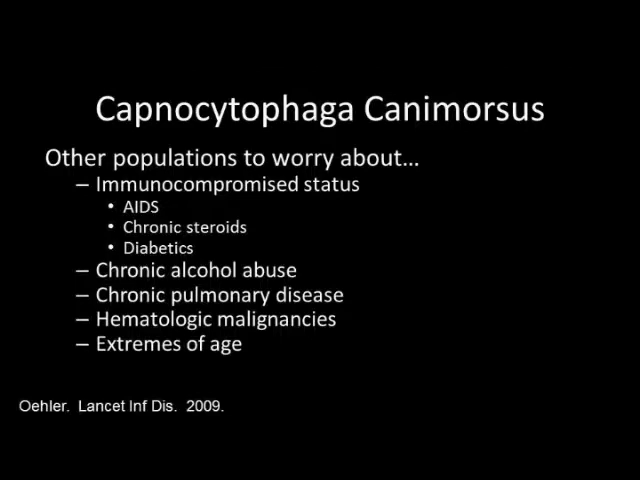 Capnocytophaga Canimorsus
Other populations to worry about…
– Immunocompromised status
• AIDS
• Chronic steroids
• Diabetics
– Chronic alcohol abuse
– Chronic pulmonary disease
– Hematologic malignancies
– Extremes of age
Oehler. Lancet Inf Dis. 2009.